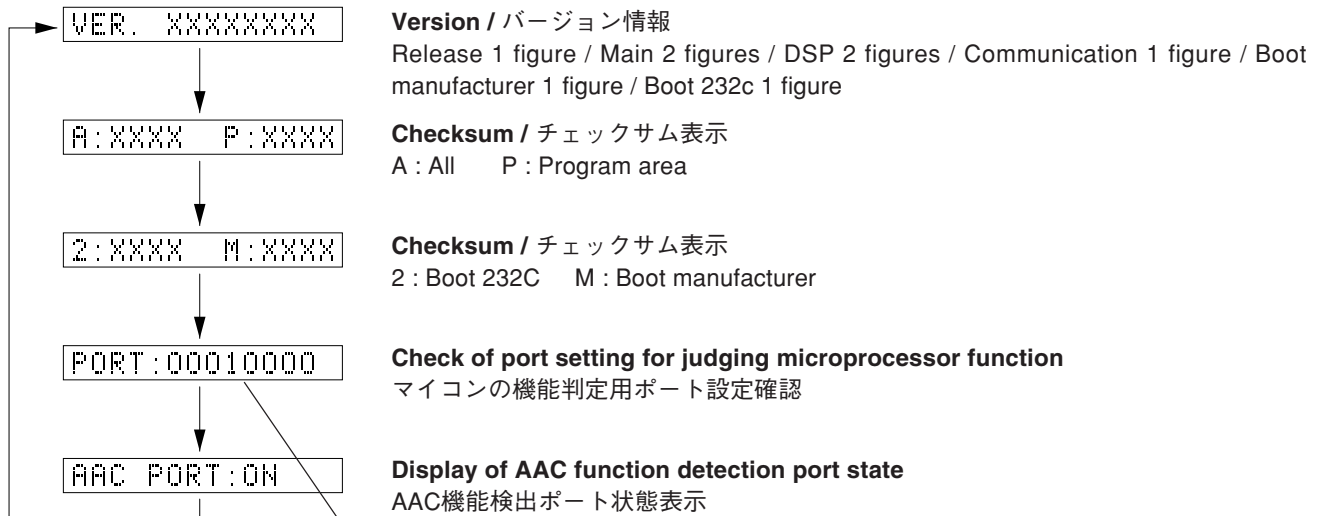 VER. XXXXXXXX
Version / バージョン情報
Release 1 figure / Main 2 figures / DSP 2 figures / Communication 1 figure / Boot
manufacturer 1 figure / Boot 232c 1 figure
A:XXXX P:XXXX
Checksum / チェックサム表示
A : All P : Program area
2:XXXX M:XXXX
Checksum / チェックサム表示
2 : Boot 232C M : Boot manufacturer
PORT:00010000
Check of port setting for judging microprocessor function
マイコンの機能判定用ポート設定確認
AAC PORT:ON
Display of AAC function detection port state
AAC機能検出ポート状態表示